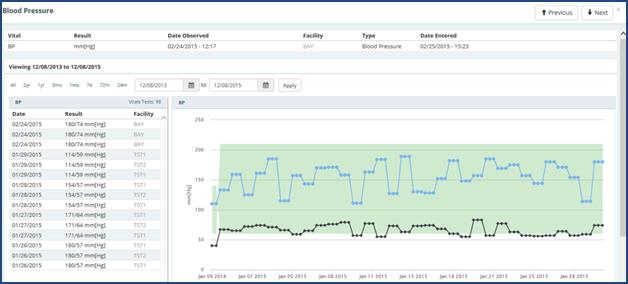 Blood Pressure
Previous Next ×
Vital Result Date Observed Facility Type Date Entered
BP mm[Hg] 02/24/2015 - 12:17 BAY Blood Pressure 02/25/2015 - 15:23
Viewing 12/08/2013 to 12/08/2015
All 2yr 1yr 3mo 1mo 7d 72hr 24hr 12/08/2013 to 12/08/2015 Apply
BP Vitals Tests: 98
Date Result Facility
02/24/2015 180/74 mm[Hg] BAY
02/24/2015 180/74 mm[Hg] BAY
02/24/2015 180/74 mm[Hg] BAY
01/29/2015 114/59 mm[Hg] TST1
01/29/2015 114/59 mm[Hg] TST2
01/29/2015 114/59 mm[Hg] TST1
01/28/2015 154/57 mm[Hg] TST1
01/28/2015 154/57 mm[Hg] TST2
01/28/2015 154/57 mm[Hg] TST1
01/27/2015 171/64 mm[Hg] TST1
01/27/2015 171/64 mm[Hg] TST2
01/27/2015 171/64 mm[Hg] TST1
01/26/2015 180/57 mm[Hg] TST1
01/26/2015 180/57 mm[Hg] TST2
01/26/2015 180/57 mm[Hg] TST1
BP
250
200
150
100
50
0
mm[Hg]
Jan 09 2014 Jan 01 2015 Jan 05 2015 Jan 08 2015 Jan 11 2015 Jan 15 2015 Jan 18 2015 Jan 21 2015 Jan 25 2015 Jan 28 2015